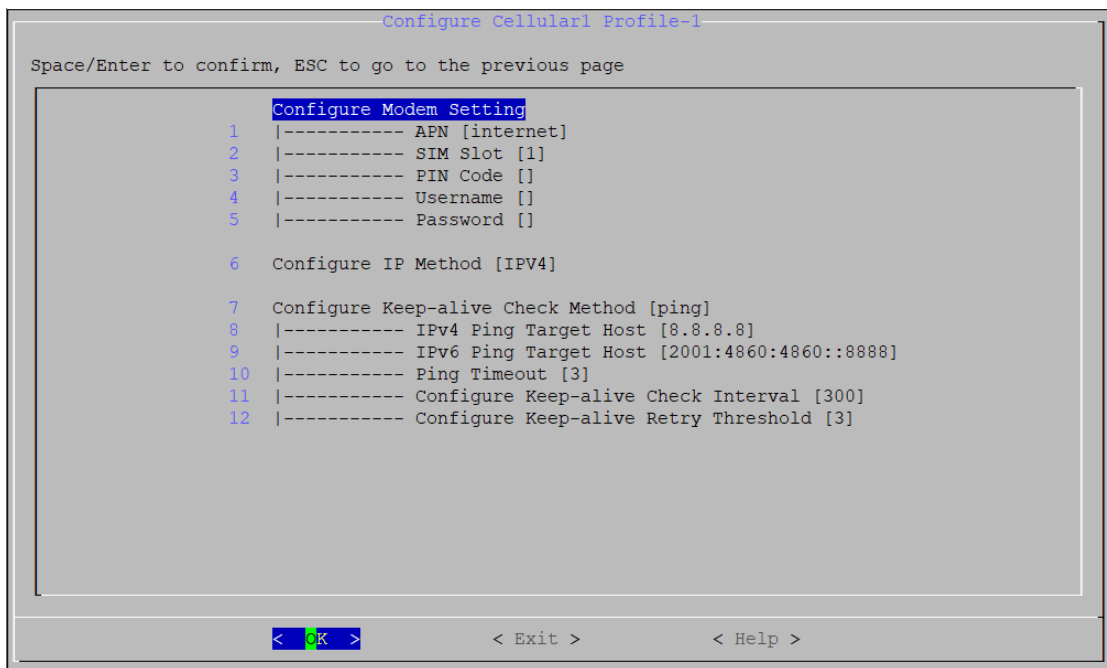 Configure Cellular1 Profile-1
Space/Enter to confirm, ESC to go to the previous page
Configure Modem Setting
1 |----------- APN [internet]
2 |----------- SIM Slot [1]
3 |----------- PIN Code []
4 |----------- Username []
5 |----------- Password []
6 Configure IP Method [IPV4]
7 Configure Keep-alive Check Method [ping]
8 |----------- IPv4 Ping Target Host [8.8.8.8]
9 |----------- IPv6 Ping Target Host [2001:4860:4860::8888]
10 |----------- Ping Timeout [3]
11 |----------- Configure Keep-alive Check Interval [300]
12 |----------- Configure Keep-alive Retry Threshold [3]
< OK > < Exit > < Help >